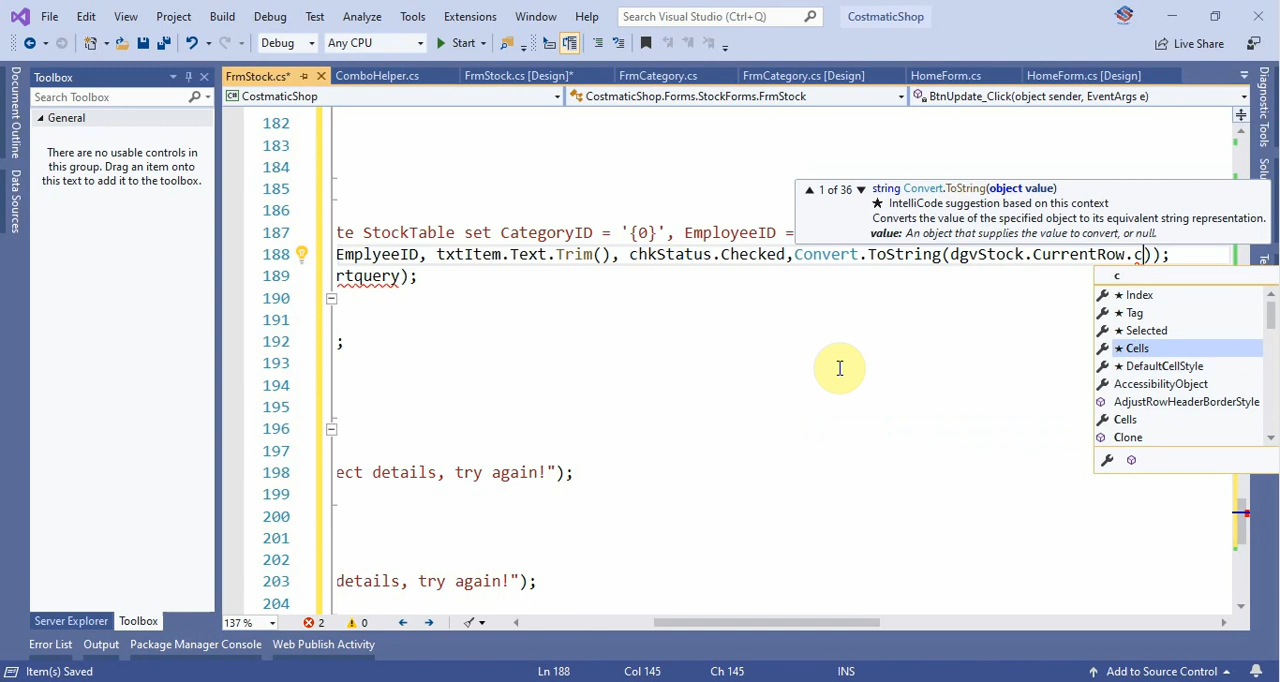 File Edit View Project Build Debug Test Analyze Tools Extensions Window Help Search Visual Studio (Ctrl+Q) CostmaticShop
Debug Any CPU Start Live Share
Document Outline
Data Sources
Toolbox
Search Toolbox
General
There are no usable controls in
this group. Drag an item onto
this text to add it to the toolbox.
Server Explorer Toolbox
FrmStock.cs* ComboHelper.cs FrmStock.cs [Design]* FrmCategory.cs FrmCategory.cs [Design] HomeForm.cs HomeForm.cs [Design]
CostmaticShop CostmaticShop.Forms.StockForms.FrmStock BtnUpdate_Click(object sender, EventArgs e)
Diagnostic Tools
182
183
184
185
186
187 te StockTable set CategoryID = '{0}', EmployeeID =
188 EmplyeeID, txtItem.Text.Trim(), chkStatus.Checked,Convert.ToString(dgvStock.CurrentRow.c));
189 rtquery);
190
191
192 ;
193
194
195
196
197
198 ect details, try again!");
199
200
201
202
203 details, try again!");
204
1 of 36 string Convert.ToString(object value)
★ IntelliCode suggestion based on this context
Converts the value of the specified object to its equivalent string representation.
value: An object that supplies the value to convert, or null.
c
★ Index
★ Tag
★ Selected
★ Cells
★ DefaultCellStyle
AccessibilityObject
AdjustRowHeaderBorderStyle
Cells
Clone
137 % 2 0
Error List Output Package Manager Console Web Publish Activity
Item(s) Saved Ln 188 Col 145 Ch 145 INS Add to Source Control